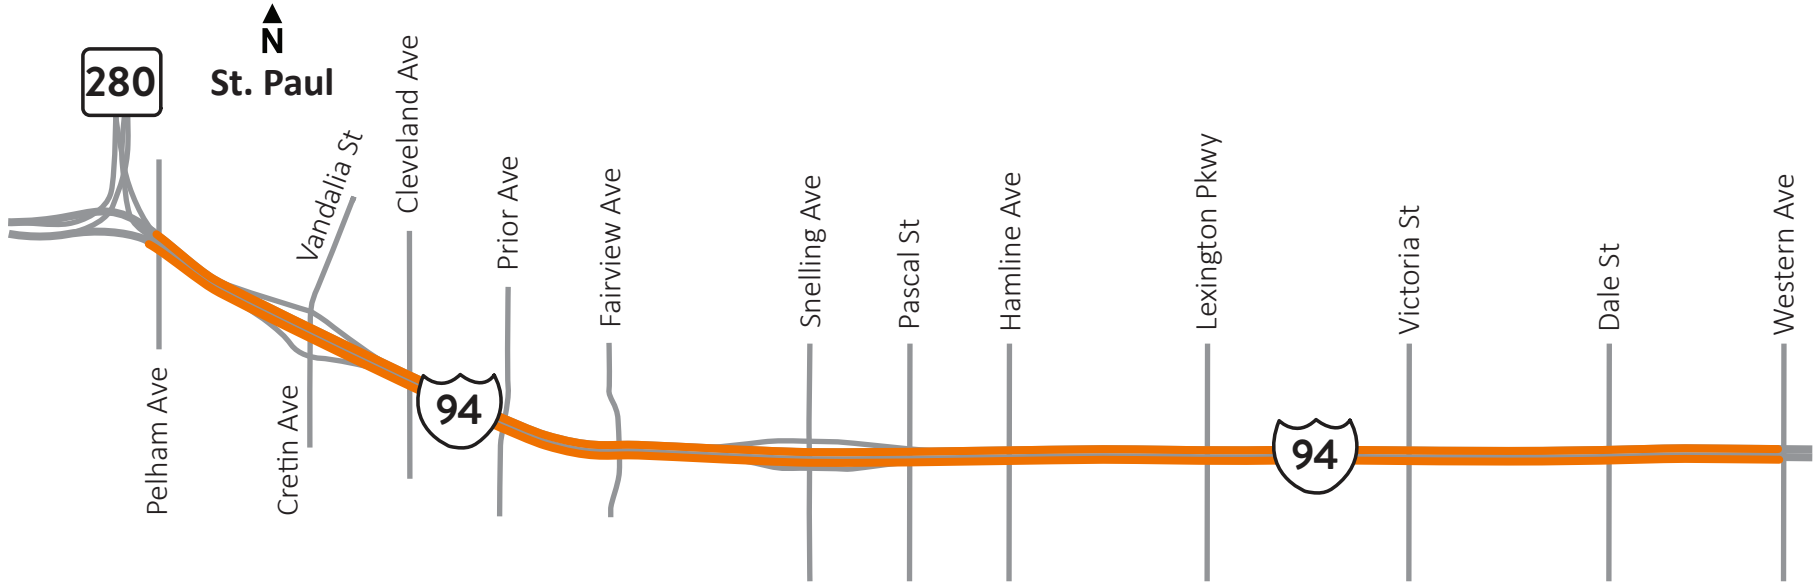 N
St. Paul
280
Vandalia St
Cleveland Ave
Prior Ave
Fairview Ave
Snelling Ave
Pascal St
Hamline Ave
Lexington Pkwy
Victoria St
Dale St
Western Ave
Pelham Ave
Cretin Ave
94
94